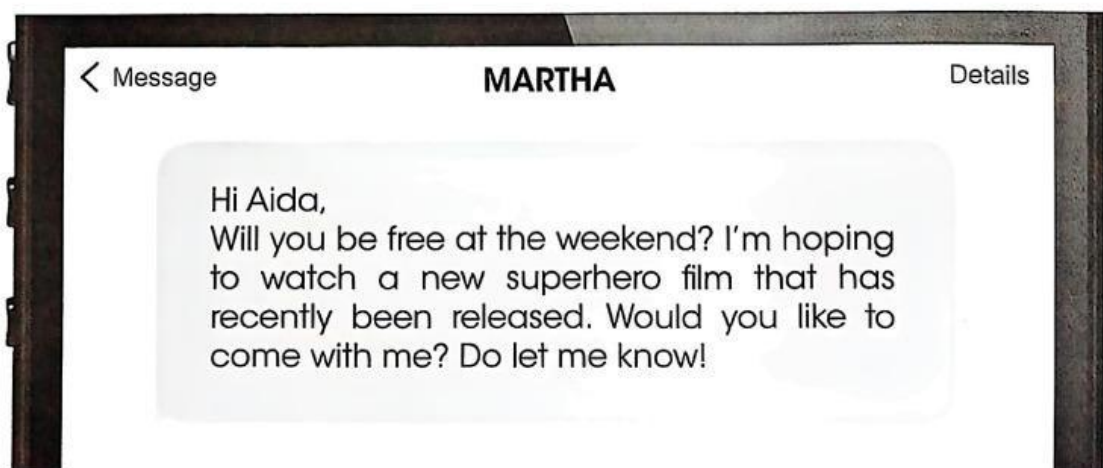 < Message MARTHA Details
Hi Aida,
Will you be free at the weekend? I'm hoping
to watch a new superhero film that has
recently been released. Would you like to
come with me? Do let me know!